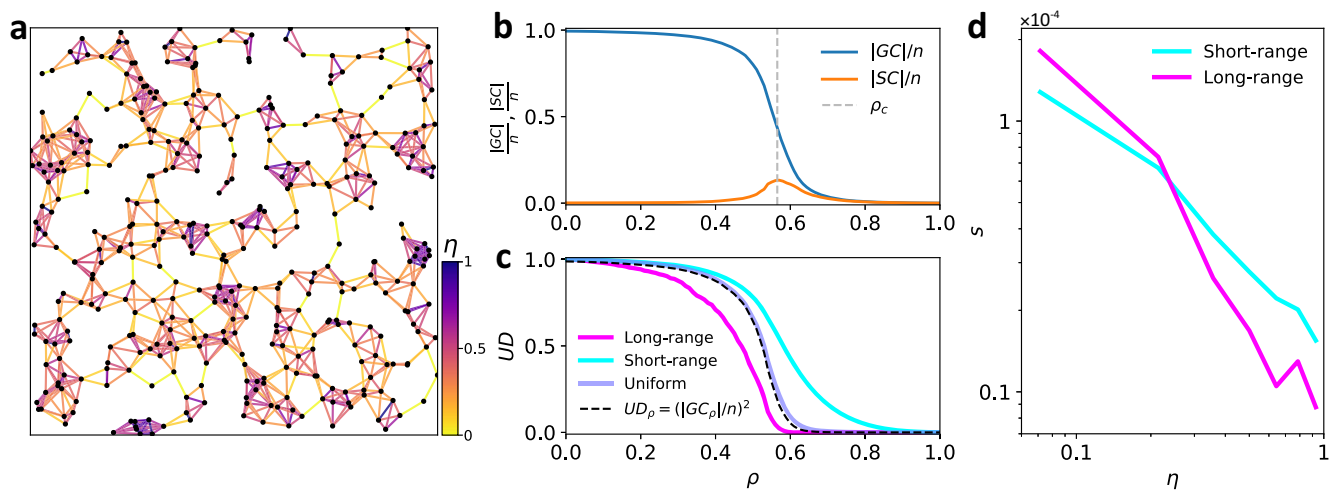 a
η
1
0.5
0
b
1.0
0.5
0.0
|GC|/n, |SC|/n
|GC|/n
|SC|/n
ρc
0.0 0.2 0.4 0.6 0.8 1.0
c
1.0
0.5
0.0
UD
Long-range
Short-range
Uniform
UDρ = (|GCρ|/n)²
0.0 0.2 0.4 0.6 0.8 1.0
ρ
d
×10⁻⁴
Short-range
Long-range
1
0.1
s
0.1 1
η